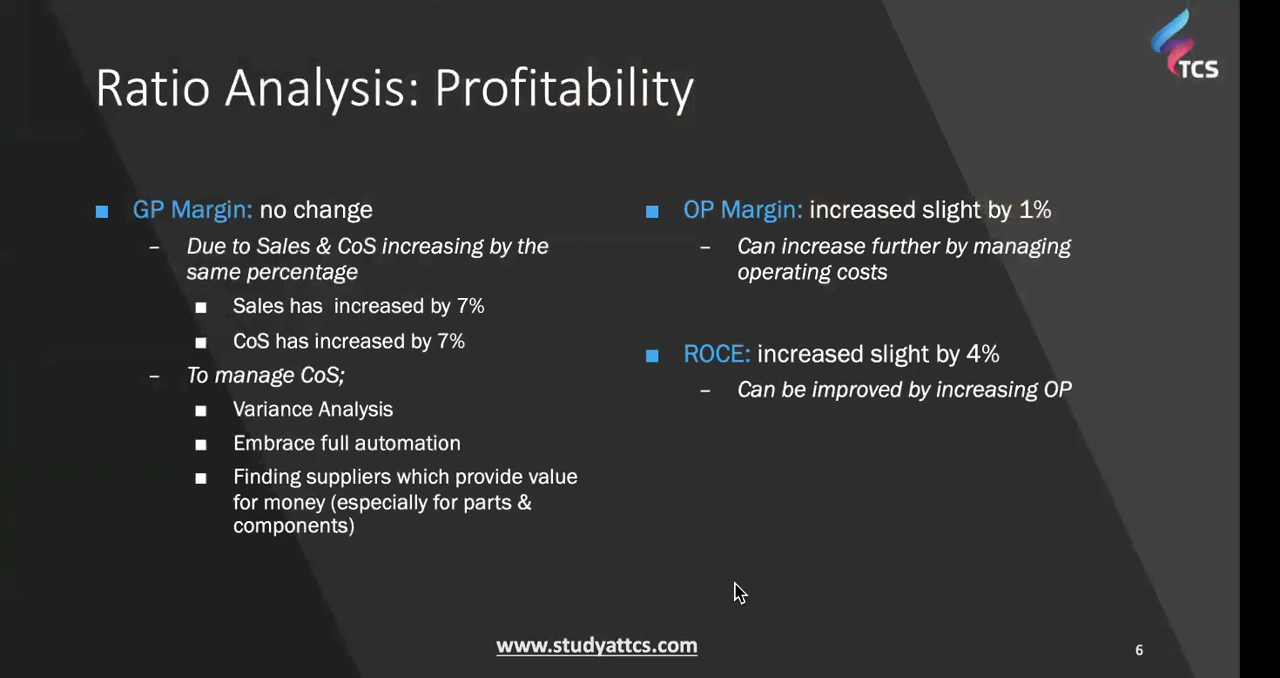 TCS
Ratio Analysis: Profitability
■ GP Margin: no change
– Due to Sales & CoS increasing by the
same percentage
■ Sales has  increased by 7%
■ CoS has increased by 7%
– To manage CoS;
■ Variance Analysis
■ Embrace full automation
■ Finding suppliers which provide value
for money (especially for parts &
components)
■ OP Margin: increased slight by 1%
– Can increase further by managing
operating costs
■ ROCE: increased slight by 4%
– Can be improved by increasing OP
www.studyattcs.com
6